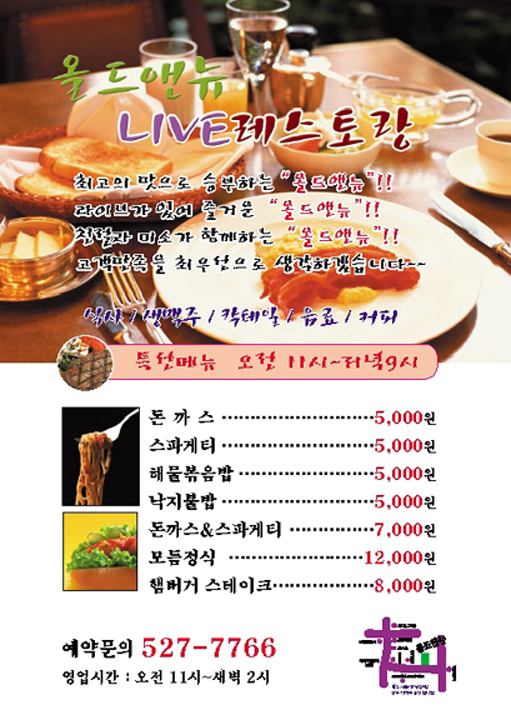 올드앤뉴
LIVE레스토랑
최고의 맛으로 승부하는 "올드앤뉴"!!
라이브가 있어 즐거운 "올드앤뉴"!!
친절과 미소가 함께하는 "올드앤뉴"!!
고객만족을 최우선으로 생각하겠습니다~~
식사 / 생맥주 / 칵테일 / 음료 / 커피
특선메뉴 오전 11시~저녁9시
돈 까 스 ························ 5,000원
스파게티 ························ 5,000원
해물볶음밥 ························ 5,000원
낙지볶밥 ························ 5,000원
돈까스&스파게티 ·············· 7,000원
모듬정식 ······················ 12,000원
햄버거 스테이크 ················ 8,000원
예약문의 527-7766
영업시간 : 오전 11시~새벽 2시